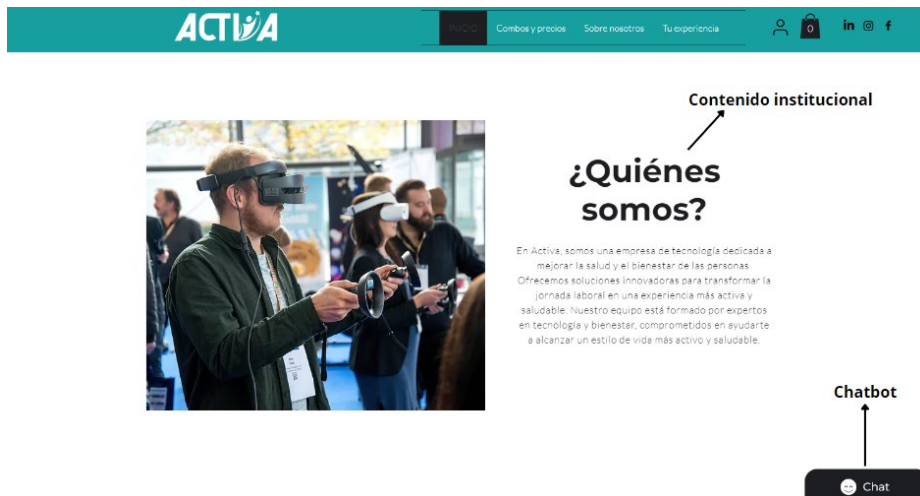 ACTIVA
INICIO Combos y precios Sobre nosotros Tu experiencia 0 in f
Contenido institucional
¿Quiénes
somos?
En Activa, somos una empresa de tecnología dedicada a
mejorar la salud y el bienestar de las personas.
Ofrecemos soluciones innovadoras para transformar la
jornada laboral en una experiencia más activa y
saludable. Nuestro equipo está formado por expertos
en tecnología y bienestar, comprometidos en ayudarte
a alcanzar un estilo de vida más activo y saludable.
Chatbot
Chat